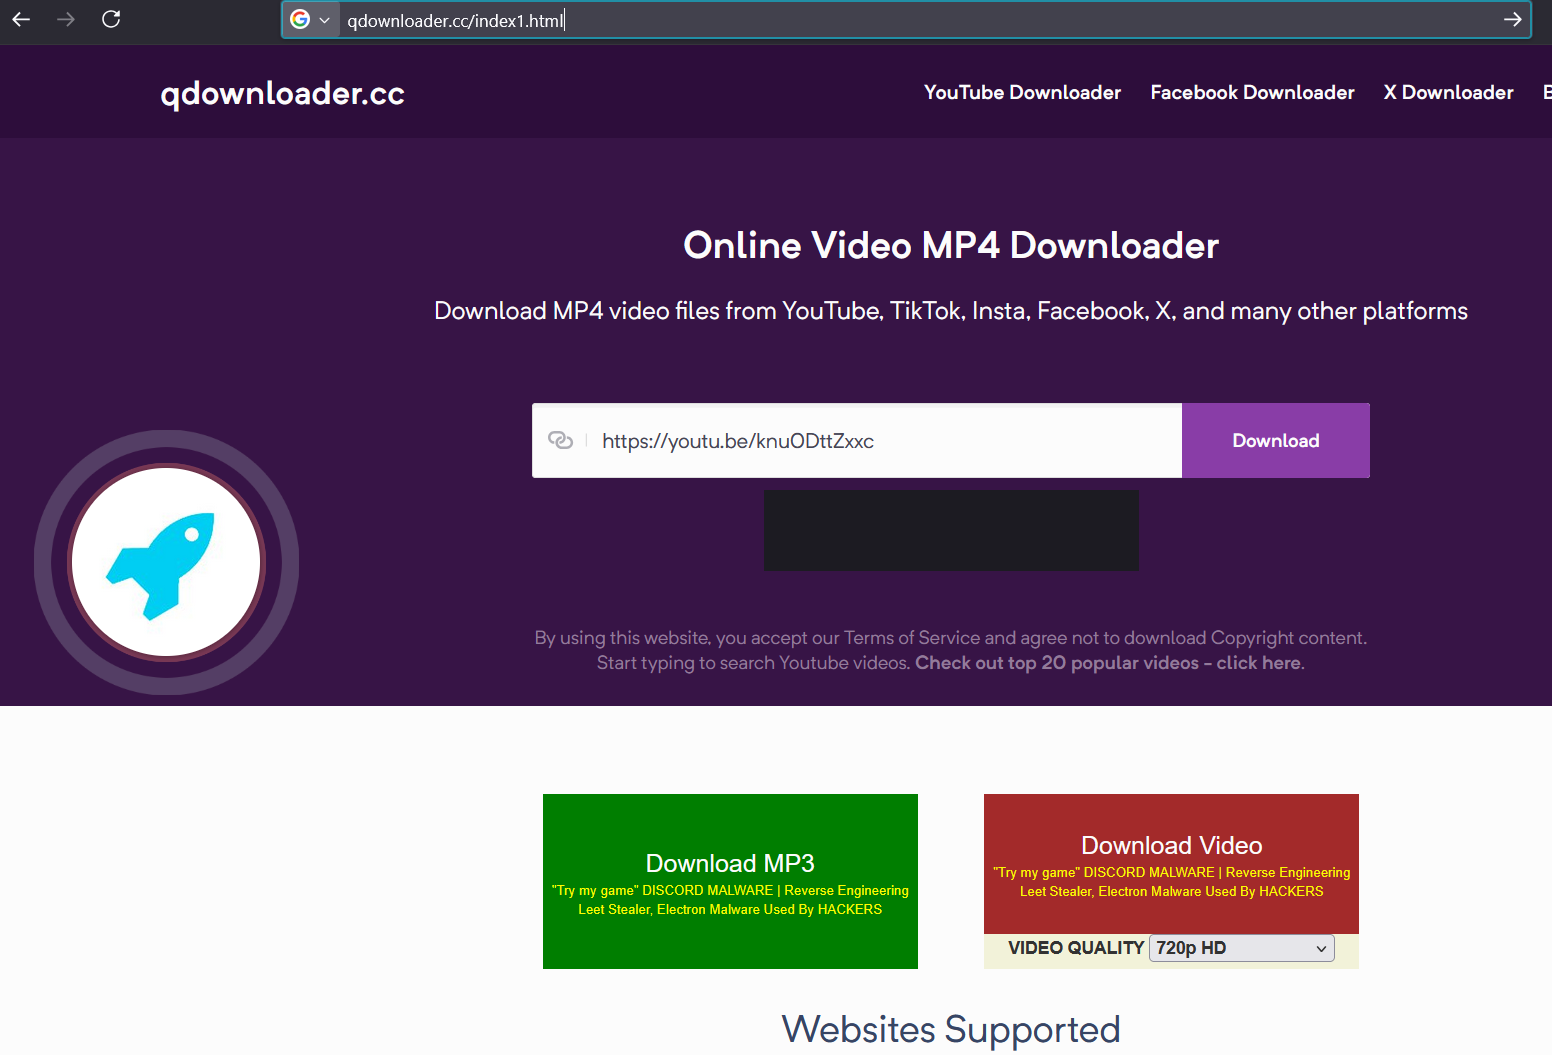 qdownloader.cc/index1.html
qdownloader.cc
YouTube Downloader
Facebook Downloader
X Downloader
Online Video MP4 Downloader
Download MP4 video files from YouTube, TikTok, Insta, Facebook, X, and many other platforms
https://youtu.be/knu0DttZxxc
Download
By using this website, you accept our Terms of Service and agree not to download Copyright content.
Start typing to search Youtube videos. Check out top 20 popular videos - click here.
Download MP3
"Try my game" DISCORD MALWARE | Reverse Engineering
Leet Stealer, Electron Malware Used By HACKERS
Download Video
"Try my game" DISCORD MALWARE | Reverse Engineering
Leet Stealer, Electron Malware Used By HACKERS
VIDEO QUALITY 720p HD
Websites Supported